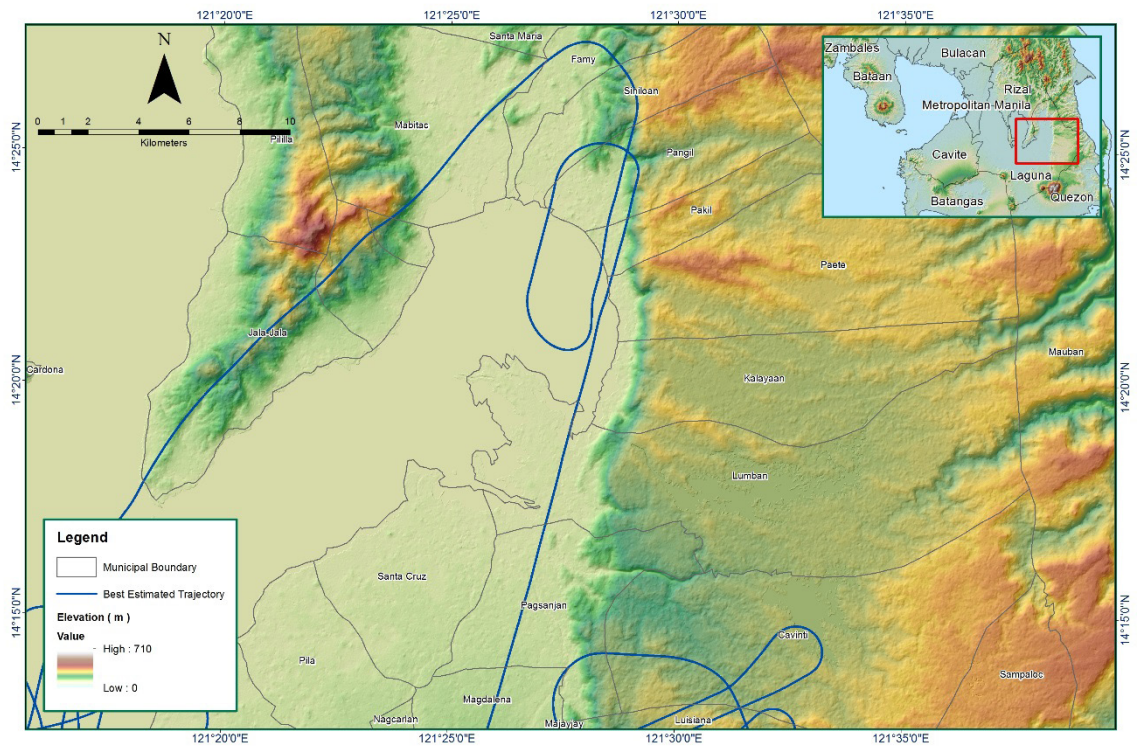 121°20'0"E 121°25'0"E 121°30'0"E 121°35'0"E
N
0 1 2 4 6 8 10
Kilometers
14°25'0"N
14°20'0"N
14°15'0"N
Santa Maria
Famy
Siniloan
Mabitac
Pililla
Pangil
Pakil
Paete
Jala-Jala
Cardona
Kalayaan
Mauban
Lumban
Santa Cruz
Pagsanjan
Cavinti
Pila
Sampaloc
Magdalena
Nagcarlan
Majayjay
Luisiana
Zambales
Bulacan
Bataan
Rizal
Metropolitan Manila
Cavite
Laguna
Batangas
Quezon
14°25'0"N
14°20'0"N
14°15'0"N
Legend
Municipal Boundary
Best Estimated Trajectory
Elevation ( m )
Value
High : 710
Low : 0
121°20'0"E 121°25'0"E 121°30'0"E 121°35'0"E